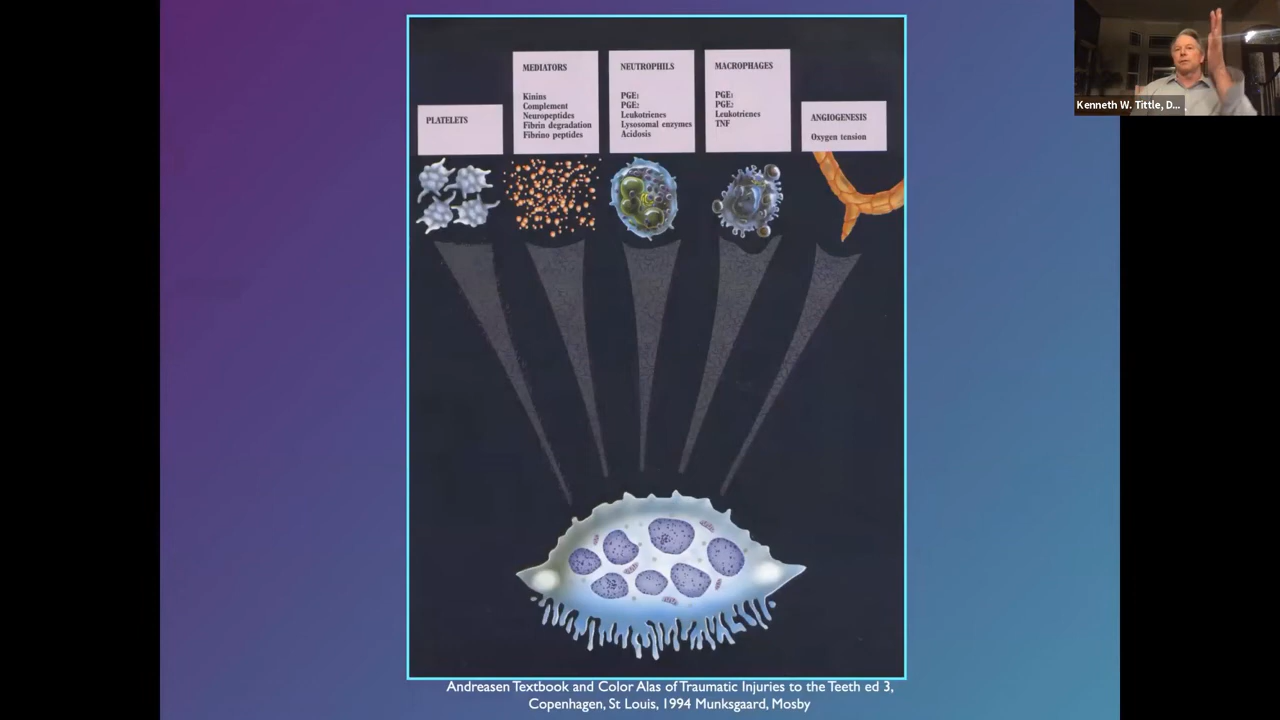 PLATELETS
MEDIATORS
Kinins
Complement
Neuropeptides
Fibrin degradation
Fibrino peptides
NEUTROPHILS
PGE1
PGE2
Leukotrienes
Lysosomal enzymes
Acidosis
MACROPHAGES
PGE1
PGE2
Leukotrienes
TNF
ANGIOGENESIS
Oxygen tension
Kenneth W. Tittle, D...
Andreasen Textbook and Color Alas of Traumatic Injuries to the Teeth ed 3,
Copenhagen, St Louis, 1994 Munksgaard, Mosby